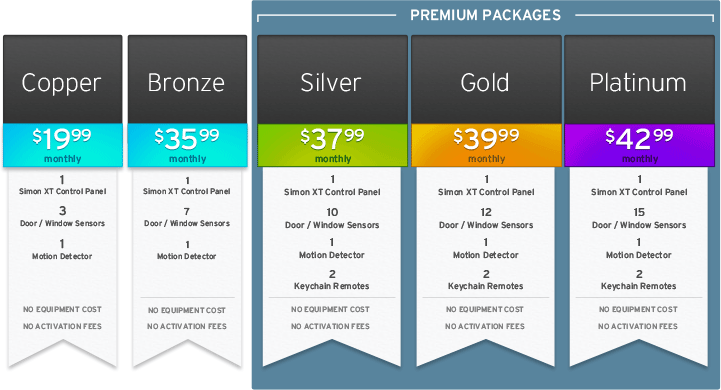 PREMIUM PACKAGES
Copper
$19.99
monthly
1
Simon XT Control Panel
3
Door / Window Sensors
1
Motion Detector
NO EQUIPMENT COST
NO ACTIVATION FEES
Bronze
$35.99
monthly
1
Simon XT Control Panel
7
Door / Window Sensors
1
Motion Detector
NO EQUIPMENT COST
NO ACTIVATION FEES
Silver
$37.99
monthly
1
Simon XT Control Panel
10
Door / Window Sensors
1
Motion Detector
2
Keychain Remotes
NO EQUIPMENT COST
NO ACTIVATION FEES
Gold
$39.99
monthly
1
Simon XT Control Panel
12
Door / Window Sensors
1
Motion Detector
2
Keychain Remotes
NO EQUIPMENT COST
NO ACTIVATION FEES
Platinum
$42.99
monthly
1
Simon XT Control Panel
15
Door / Window Sensors
1
Motion Detector
2
Keychain Remotes
NO EQUIPMENT COST
NO ACTIVATION FEES